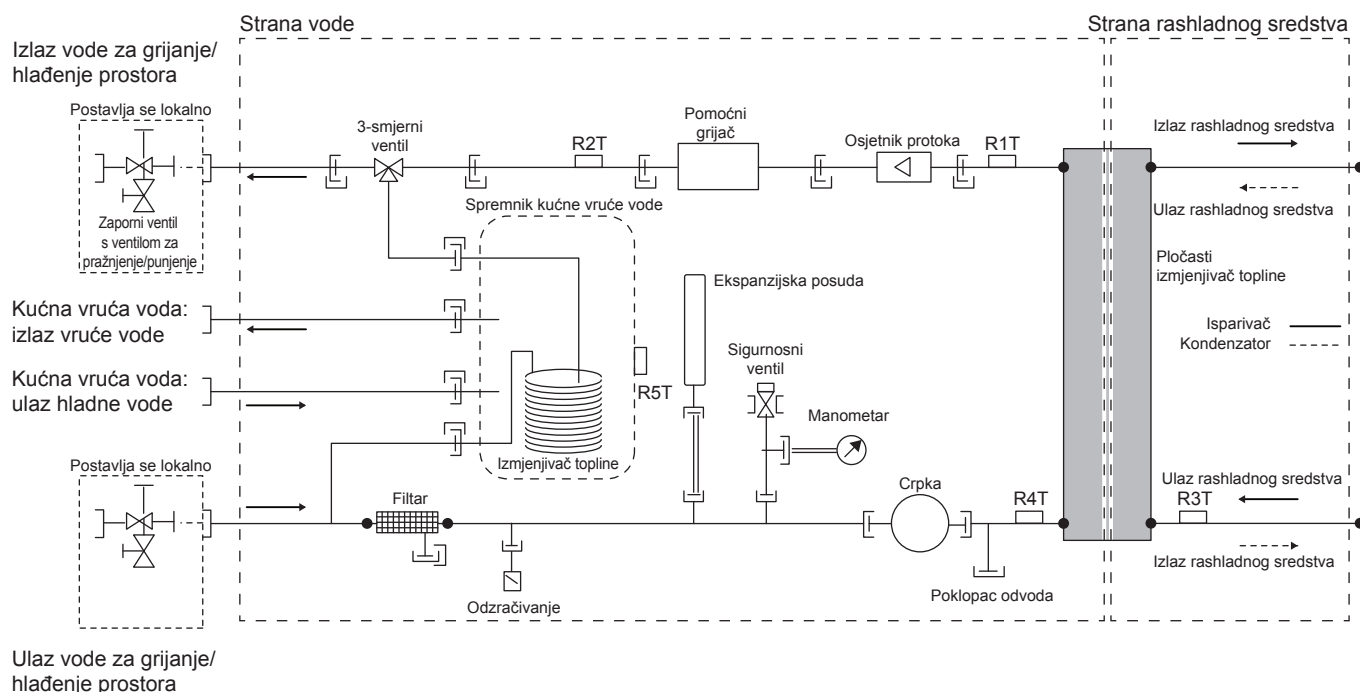 Strana vode
Strana rashladnog sredstva
Izlaz vode za grijanje/
hlađenje prostora
Postavlja se lokalno
3-smjerni
ventil
R2T
Pomoćni
grijač
Osjetnik protoka
R1T
Izlaz rashladnog sredstva
Ulaz rashladnog sredstva
Zaporni ventil
s ventilom za
pražnjenje/punjenje
Spremnik kućne vruće vode
Pločasti
izmjenjivač topline
Ekspanzijska posuda
Kućna vruća voda:
izlaz vruće vode
Isparivač
Kondenzator
Sigurnosni
ventil
Kućna vruća voda:
ulaz hladne vode
R5T
Manometar
Izmjenjivač topline
Postavlja se lokalno
Filtar
Crpka
R4T
Ulaz rashladnog sredstva
R3T
Izlaz rashladnog sredstva
Odzračivanje
Poklopac odvoda
Ulaz vode za grijanje/
hlađenje prostora